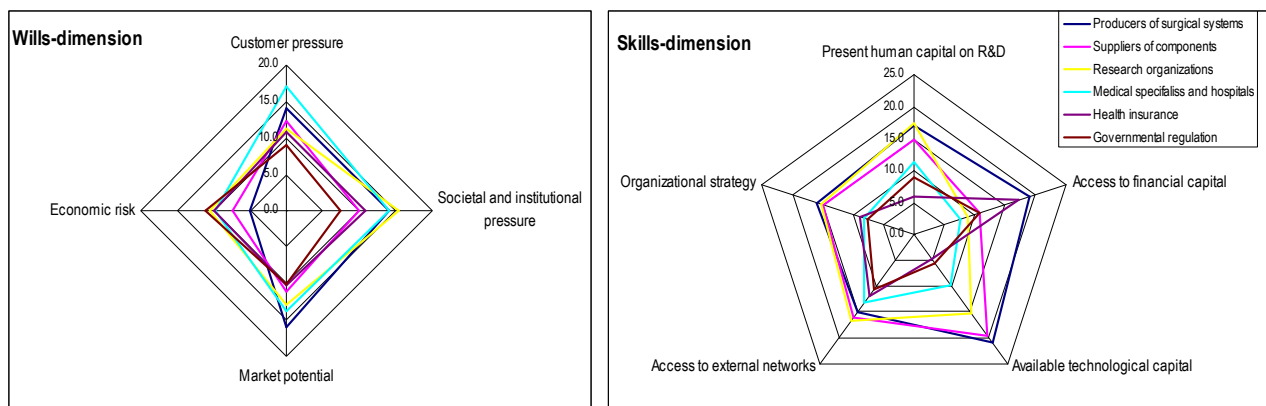 Wills-dimension
Customer pressure
20.0
15.0
10.0
5.0
0.0
Economic risk
Societal and institutional
pressure
Market potential
Skills-dimension
Present human capital on R&D
25.0
20.0
15.0
10.0
5.0
0.0
Organizational strategy
Access to financial capital
Access to external networks
Available technological capital
Producers of surgical systems
Suppliers of components
Research organizations
Medical specifaliss and hospitals
Health insurance
Governmental regulation